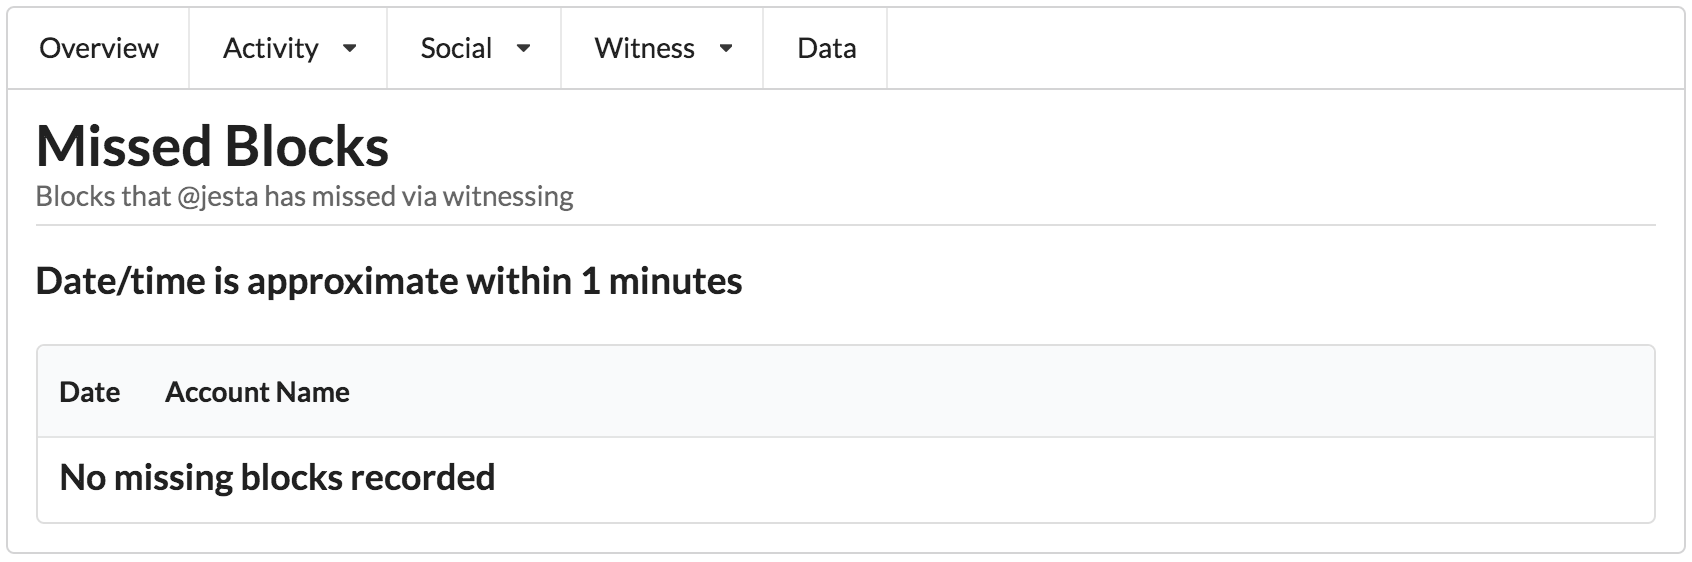 Overview Activity Social Witness Data
Missed Blocks
Blocks that @jesta has missed via witnessing
Date/time is approximate within 1 minutes
Date Account Name
No missing blocks recorded